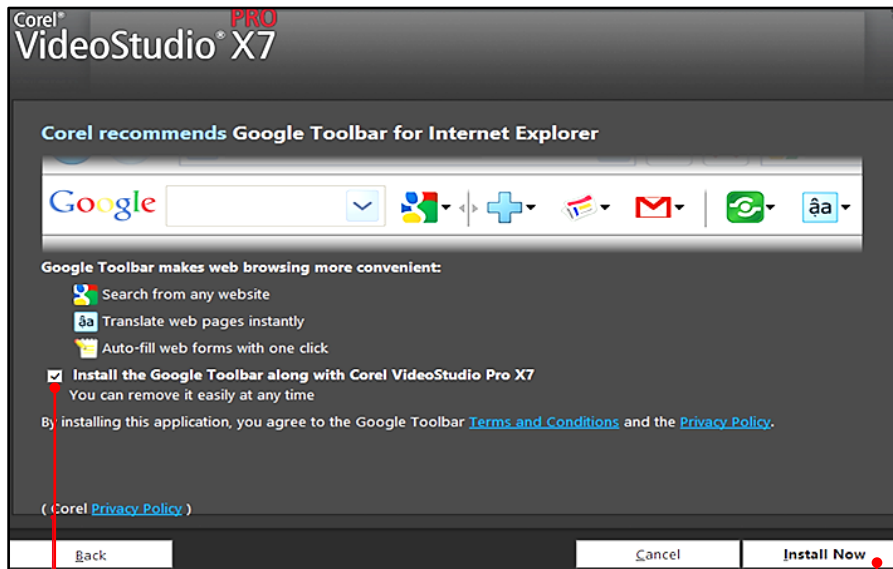 Corel® PRO
VideoStudio® X7
Corel recommends Google Toolbar for Internet Explorer
Google
âa
Google Toolbar makes web browsing more convenient:
Search from any website
âa Translate web pages instantly
Auto-fill web forms with one click
Install the Google Toolbar along with Corel VideoStudio Pro X7
You can remove it easily at any time
By installing this application, you agree to the Google Toolbar Terms and Conditions and the Privacy Policy.
( Corel Privacy Policy )
Back Cancel Install Now